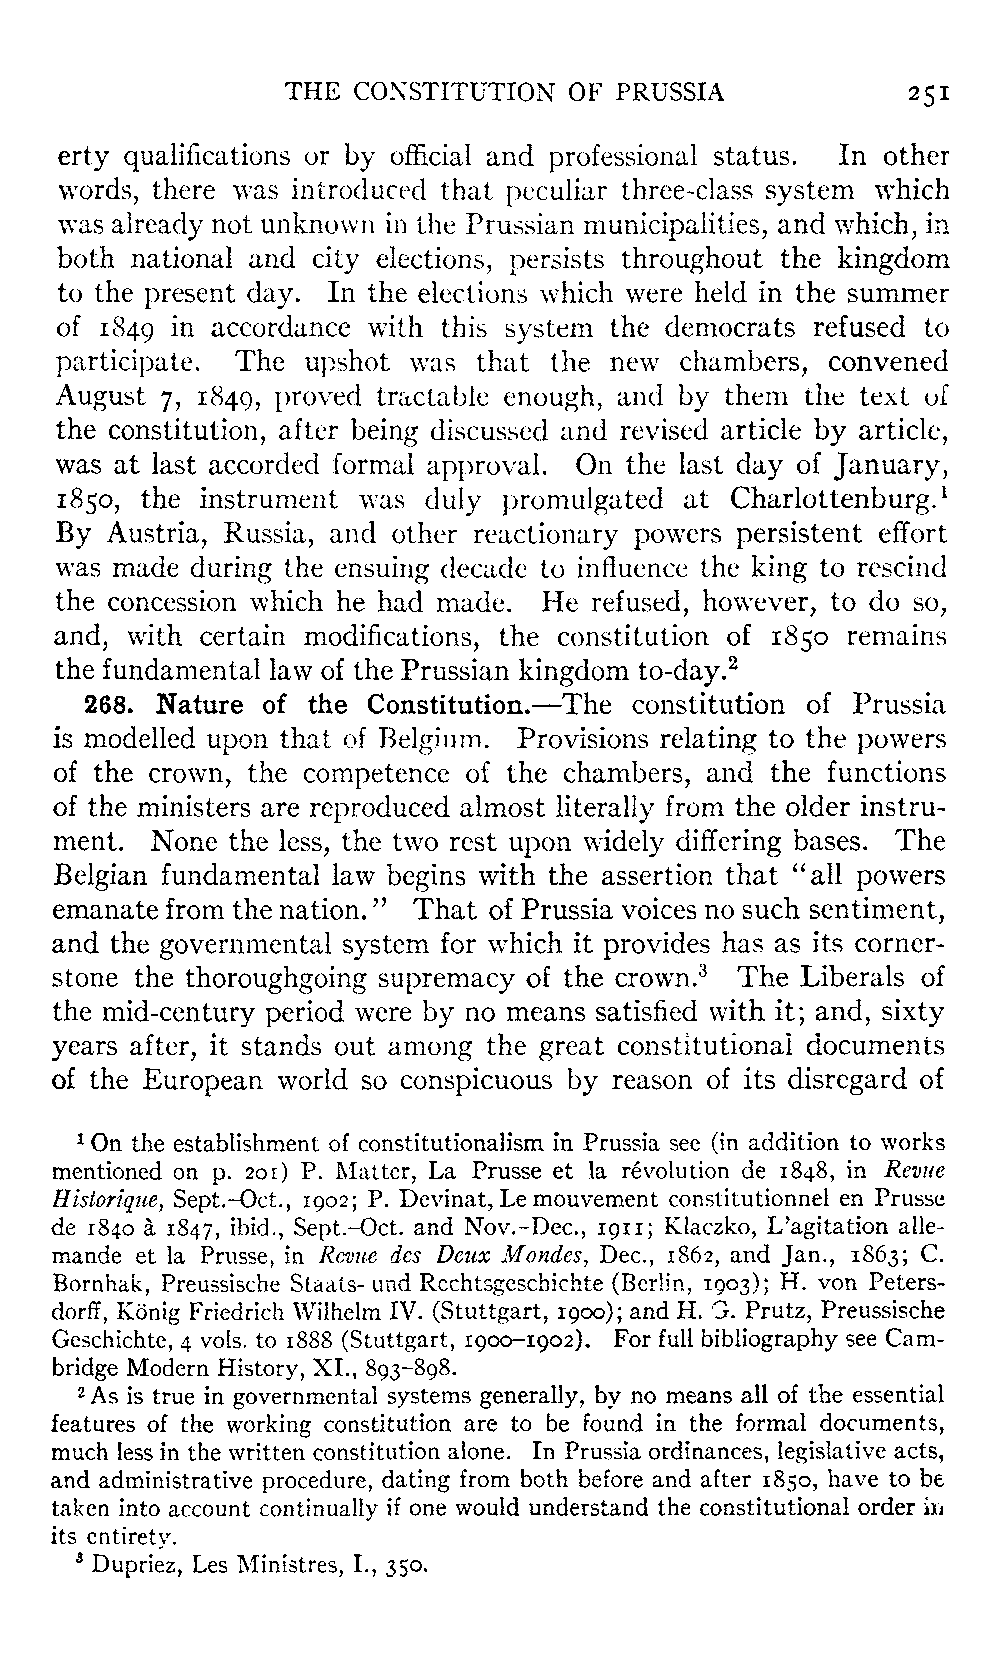 THE CONSTITUTION OF PRUSSIA 251
erty qualifications or by official and professional status. In other
words, there was introduced that peculiar three-class system which
was already not unknown in the Prussian municipalities, and which, in
both national and city elections, persists throughout the kingdom
to the present day. In the elections which were held in the summer
of 1849 in accordance with this system the democrats refused to
participate. The upshot was that the new chambers, convened
August 7, 1849, proved tractable enough, and by them the text of
the constitution, after being discussed and revised article by article,
was at last accorded formal approval. On the last day of January,
1850, the instrument was duly promulgated at Charlottenburg.¹
By Austria, Russia, and other reactionary powers persistent effort
was made during the ensuing decade to influence the king to rescind
the concession which he had made. He refused, however, to do so,
and, with certain modifications, the constitution of 1850 remains
the fundamental law of the Prussian kingdom to-day.²
268. Nature of the Constitution.—The constitution of Prussia
is modelled upon that of Belgium. Provisions relating to the powers
of the crown, the competence of the chambers, and the functions
of the ministers are reproduced almost literally from the older instru-
ment. None the less, the two rest upon widely differing bases. The
Belgian fundamental law begins with the assertion that "all powers
emanate from the nation." That of Prussia voices no such sentiment,
and the governmental system for which it provides has as its corner-
stone the thoroughgoing supremacy of the crown.³ The Liberals of
the mid-century period were by no means satisfied with it; and, sixty
years after, it stands out among the great constitutional documents
of the European world so conspicuous by reason of its disregard of
¹ On the establishment of constitutionalism in Prussia see (in addition to works
mentioned on p. 201) P. Matter, La Prusse et la révolution de 1848, in Revue
Historique, Sept.–Oct., 1902; P. Devinat, Le mouvement constitutionnel en Prusse
de 1840 à 1847, ibid., Sept.–Oct. and Nov.–Dec., 1911; Klaczko, L'agitation alle-
mande et la Prusse, in Revue des Deux Mondes, Dec., 1862, and Jan., 1863; C.
Bornhak, Preussische Staats- und Rechtsgeschichte (Berlin, 1903); H. von Peters-
dorff, König Friedrich Wilhelm IV. (Stuttgart, 1900); and H. G. Prutz, Preussische
Geschichte, 4 vols. to 1888 (Stuttgart, 1900–1902). For full bibliography see Cam-
bridge Modern History, XI., 893–898.
² As is true in governmental systems generally, by no means all of the essential
features of the working constitution are to be found in the formal documents,
much less in the written constitution alone. In Prussia ordinances, legislative acts,
and administrative procedure, dating from both before and after 1850, have to be
taken into account continually if one would understand the constitutional order in
its entirety.
³ Dupriez, Les Ministres, I., 350.